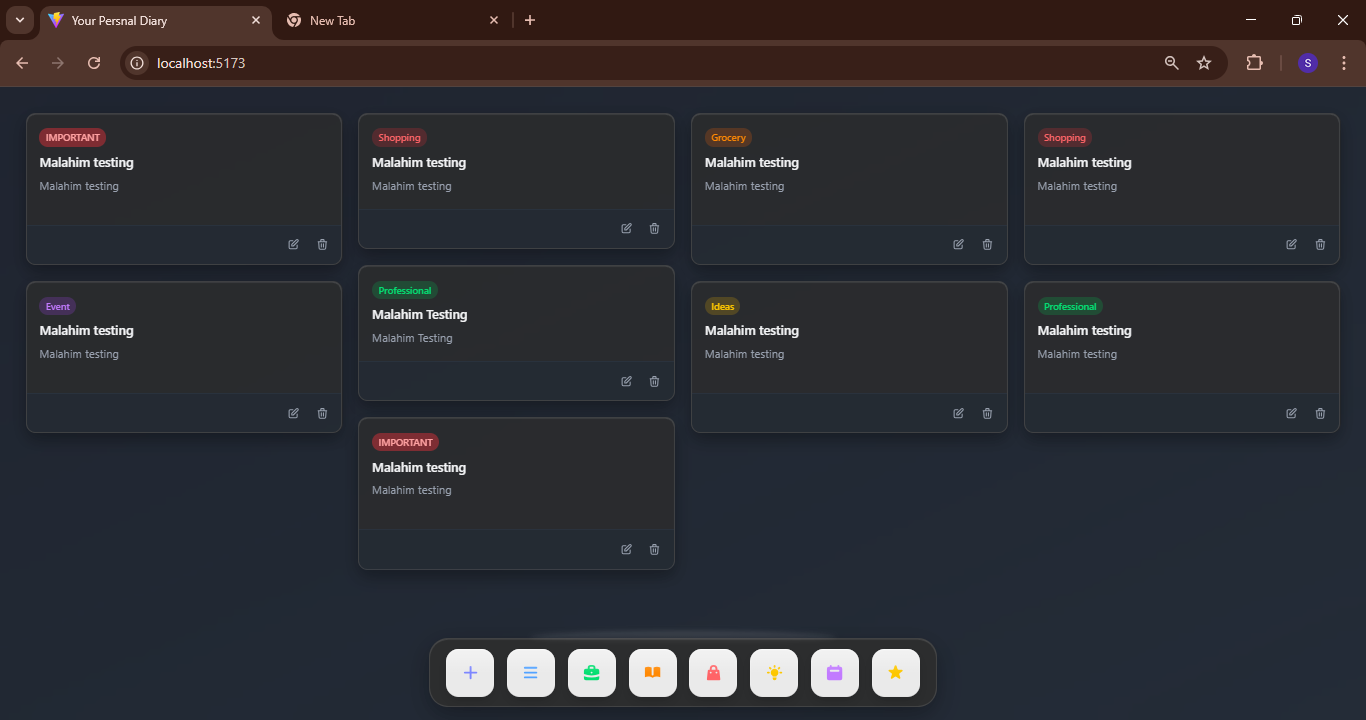 Your Persnal Diary
New Tab
localhost:5173
S
IMPORTANT
Malahim testing
Malahim testing
Event
Malahim testing
Malahim testing
Shopping
Malahim testing
Malahim testing
Professional
Malahim Testing
Malahim Testing
IMPORTANT
Malahim testing
Malahim testing
Grocery
Malahim testing
Malahim testing
Ideas
Malahim testing
Malahim testing
Shopping
Malahim testing
Malahim testing
Professional
Malahim testing
Malahim testing